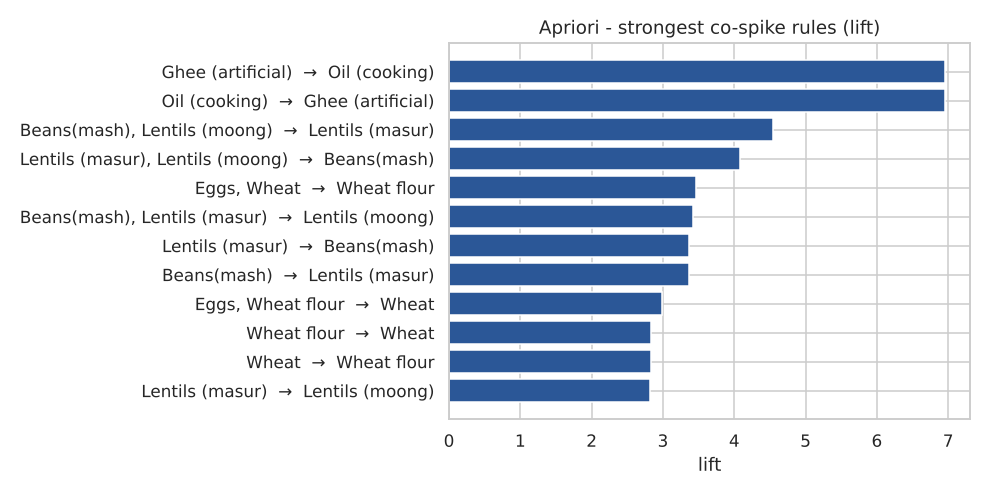 Apriori - strongest co-spike rules (lift)
Ghee (artificial) → Oil (cooking)
Oil (cooking) → Ghee (artificial)
Beans(mash), Lentils (moong) → Lentils (masur)
Lentils (masur), Lentils (moong) → Beans(mash)
Eggs, Wheat → Wheat flour
Beans(mash), Lentils (masur) → Lentils (moong)
Lentils (masur) → Beans(mash)
Beans(mash) → Lentils (masur)
Eggs, Wheat flour → Wheat
Wheat flour → Wheat
Wheat → Wheat flour
Lentils (masur) → Lentils (moong)
0 1 2 3 4 5 6 7
lift